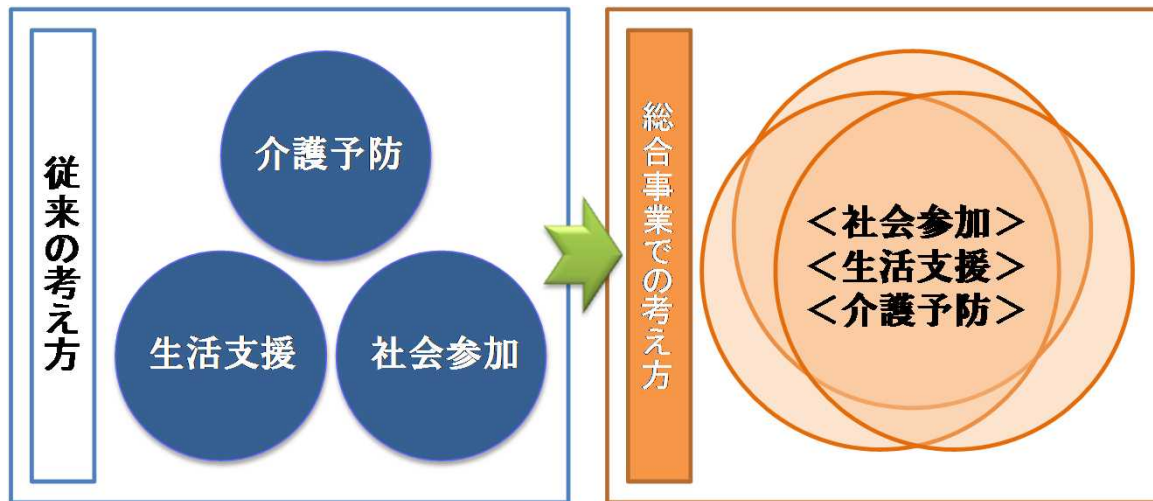 従来の考え方
介護予防
生活支援
社会参加
総合事業での考え方
＜社会参加＞
＜生活支援＞
＜介護予防＞